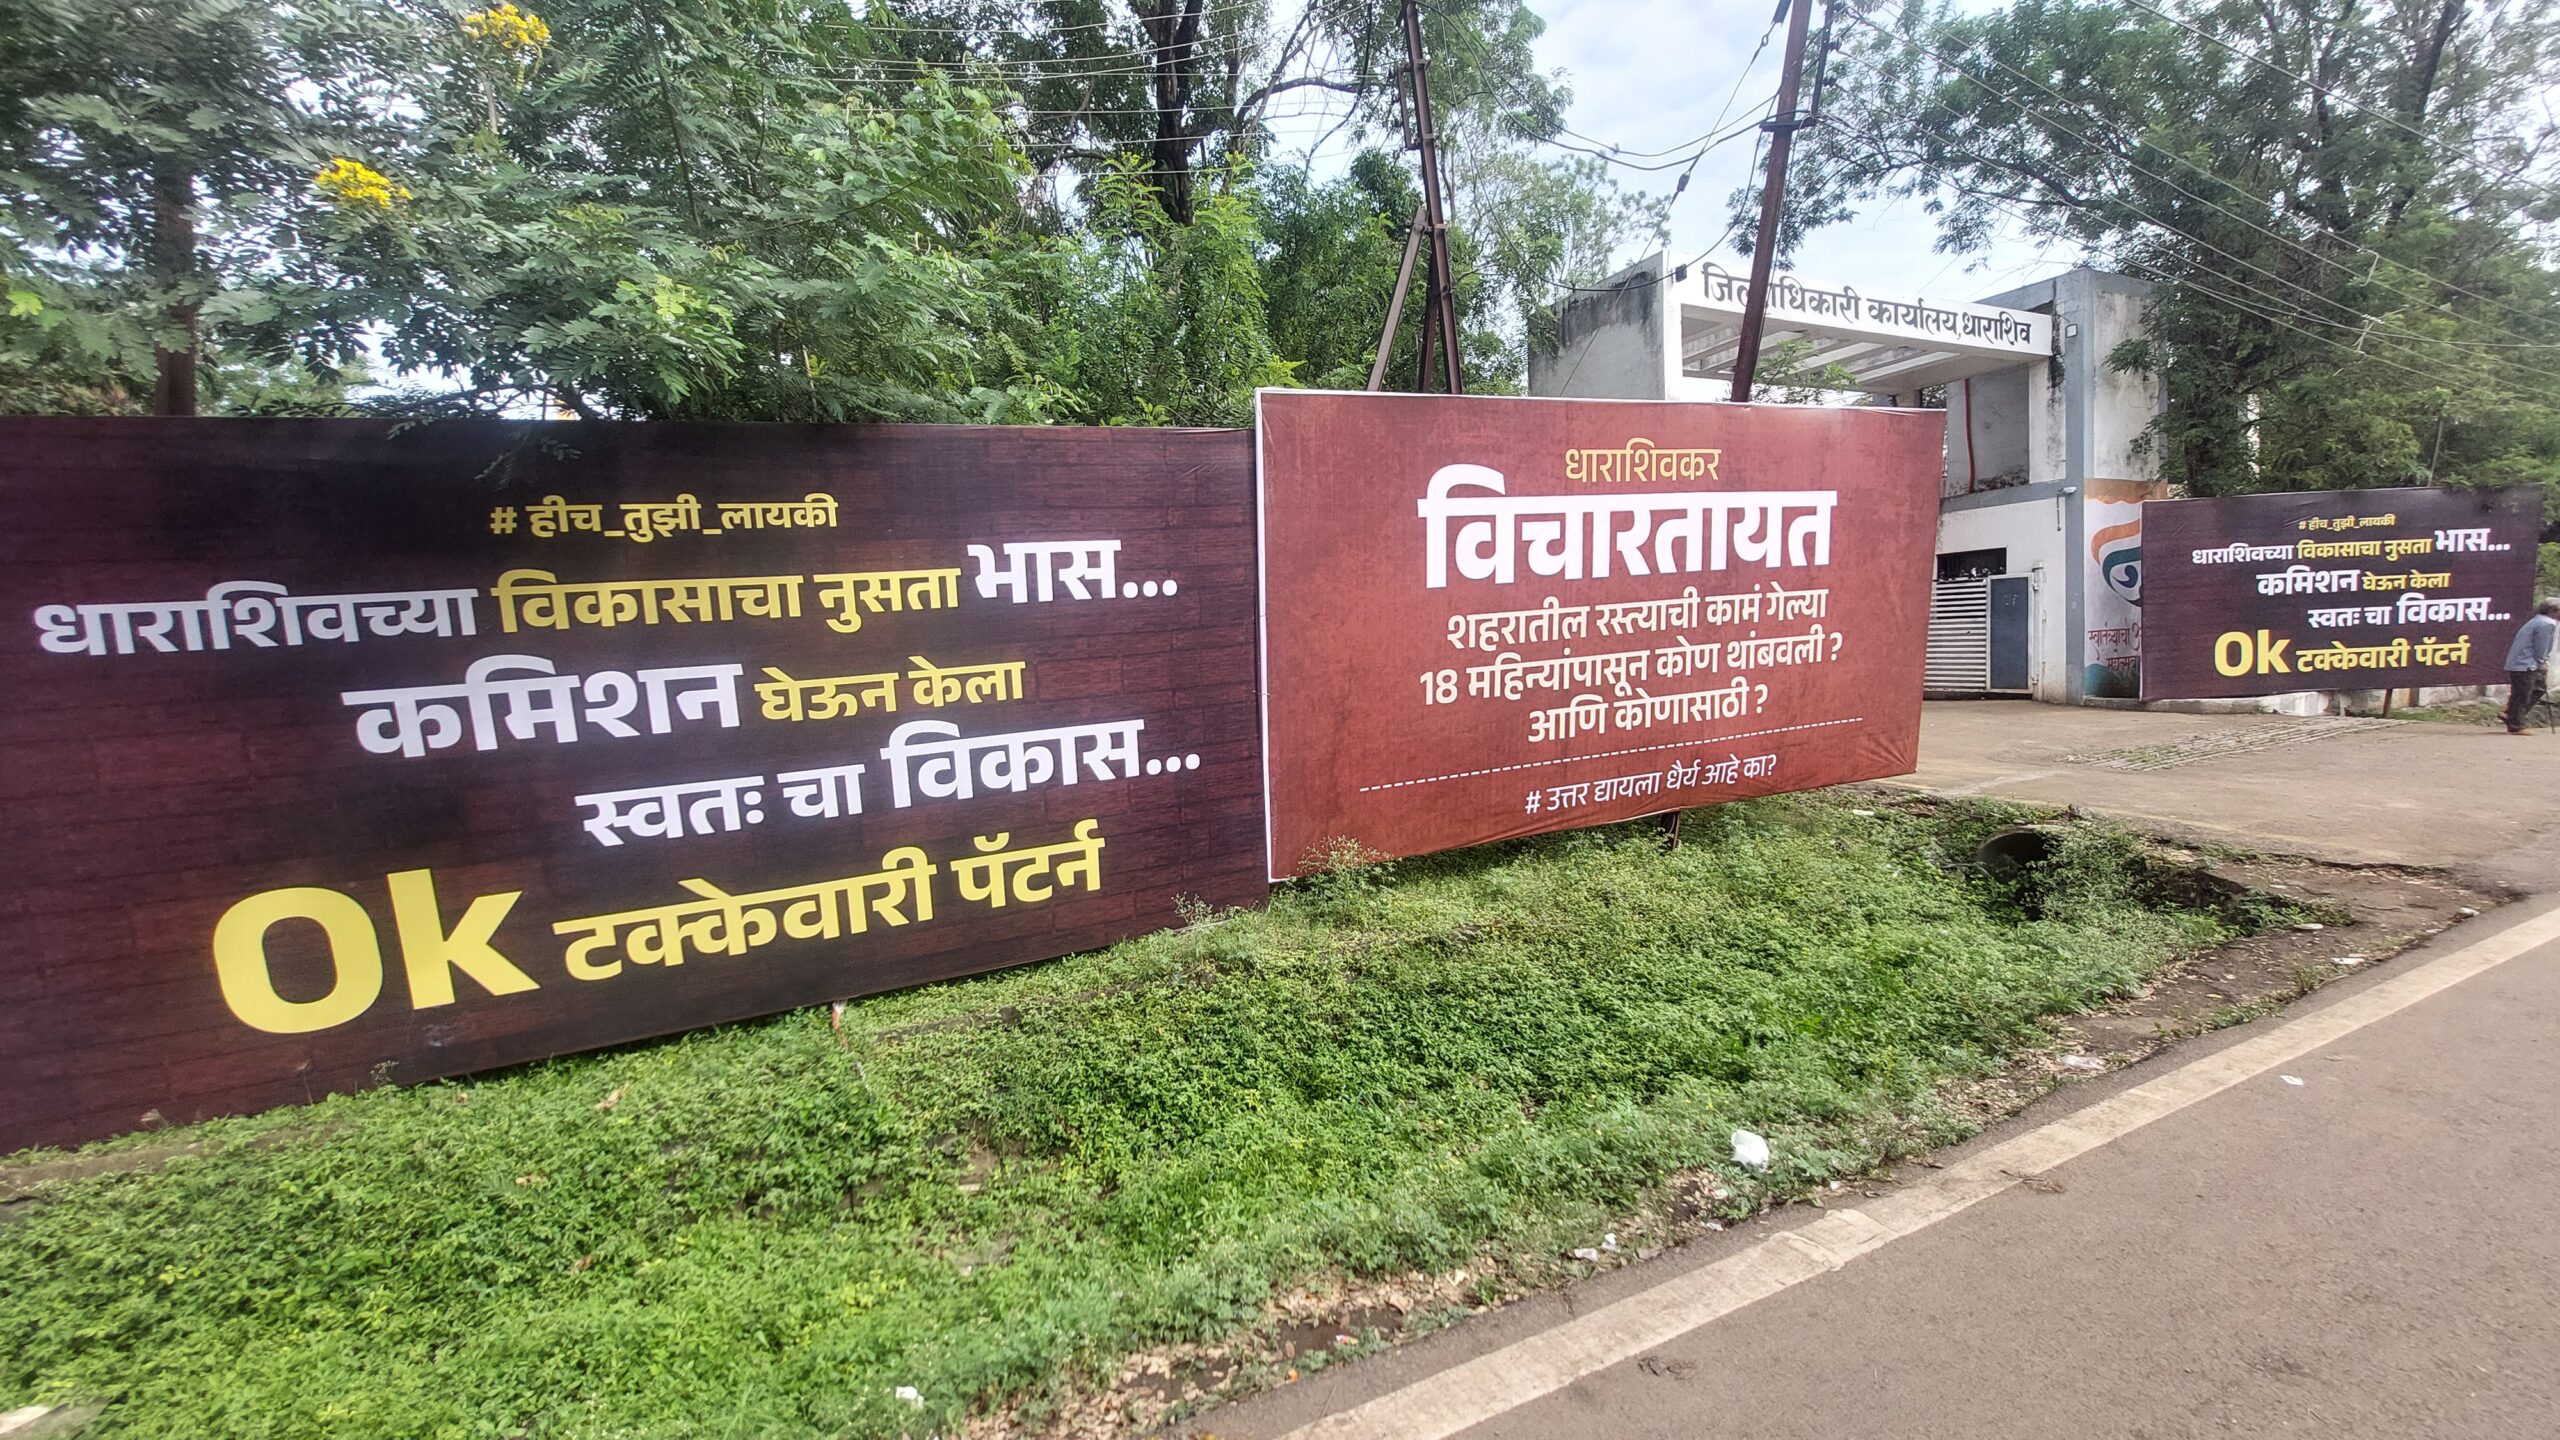 # हीच_तुझी_लायकी
धाराशिवच्या विकासाचा नुसता भास...
कमिशन घेऊन केला
स्वतः चा विकास...
Ok टक्केवारी पॅटर्न
धाराशिवकर
विचारतायत
शहरातील रस्त्याची कामं गेल्या
18 महिन्यांपासून कोण थांबवली ?
आणि कोणासाठी ?
# उत्तर द्यायला धैर्य आहे का?
जिल्हाधिकारी कार्यालय,धाराशिव
स्वातंत्र्याचा
# हीच_तुझी_लायकी
धाराशिवच्या विकासाचा नुसता भास...
कमिशन घेऊन केला
स्वतः चा विकास...
Ok टक्केवारी पॅटर्न